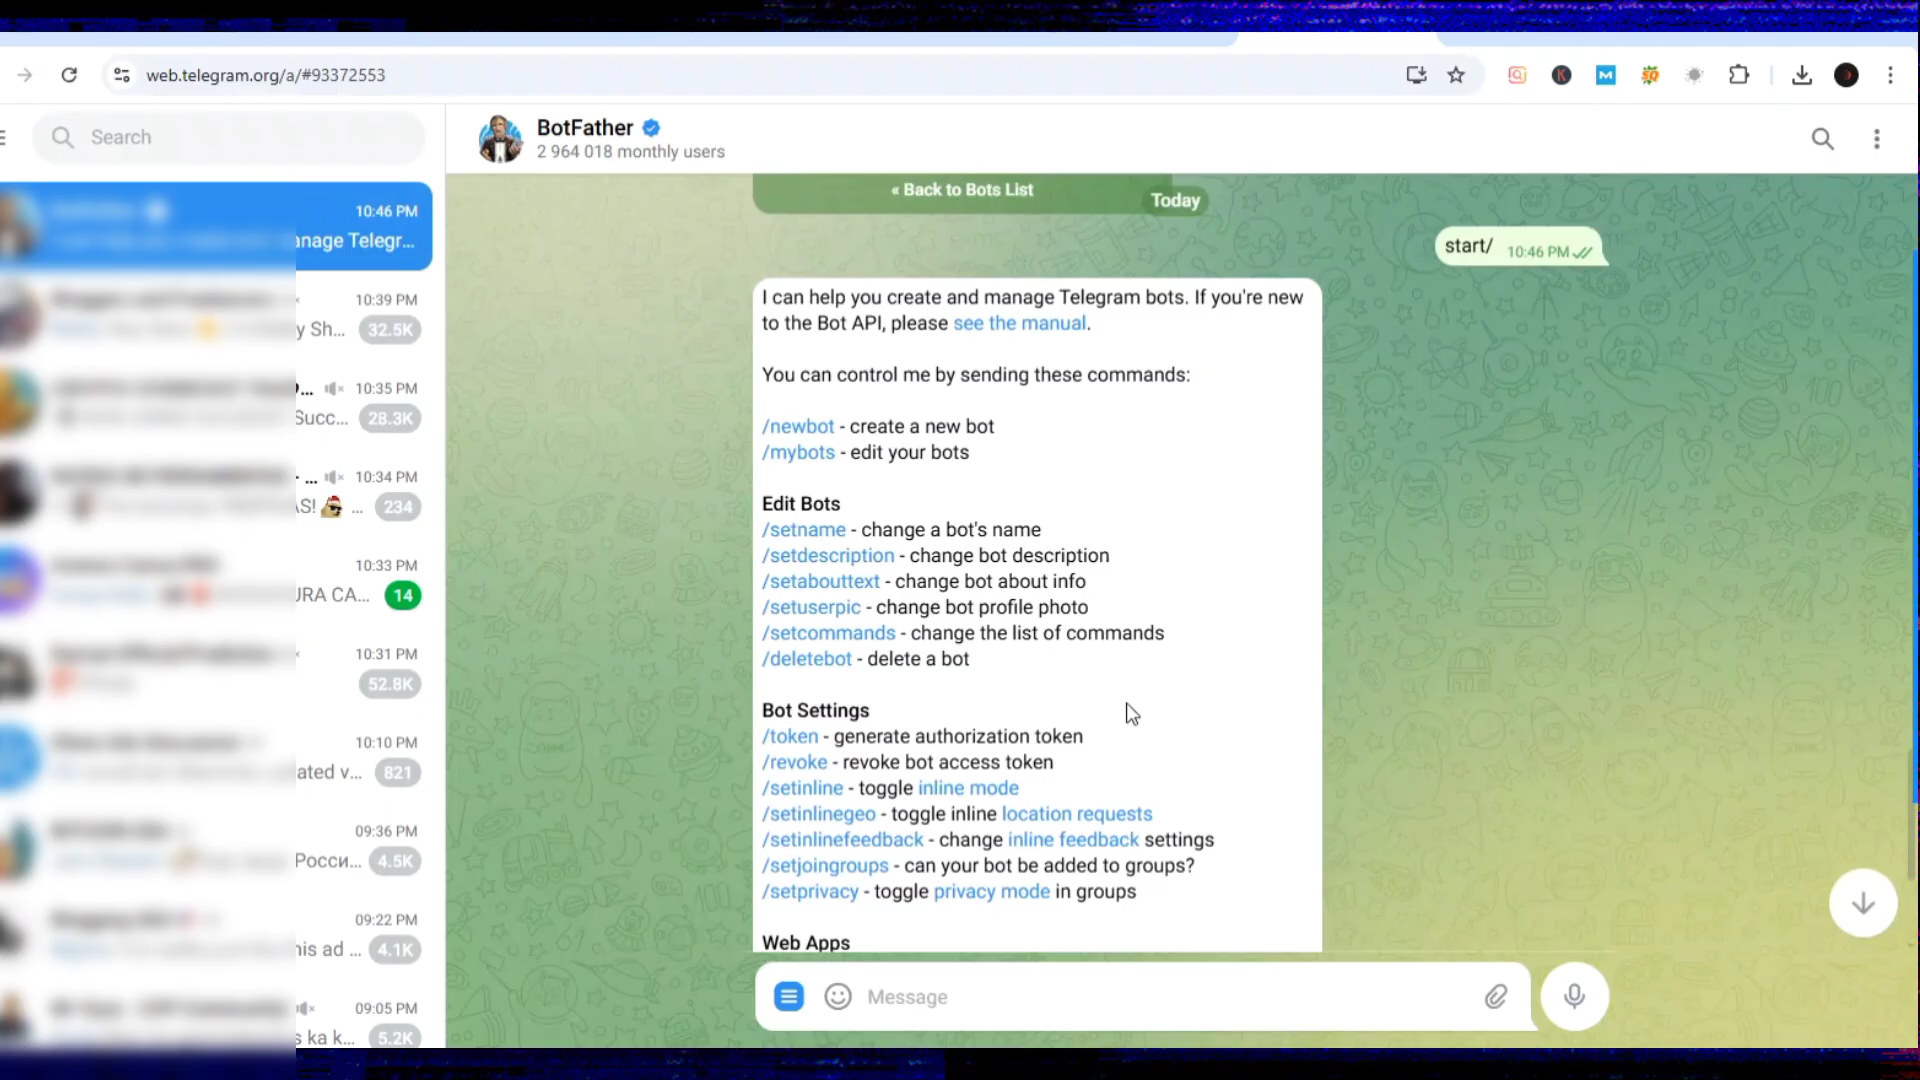 web.telegram.org/a/#93372553
Search
10:46 PM
anage Telegr...
10:39 PM
y Sh... 32.5K
... 10:35 PM
Succ... 28.3K
... 10:34 PM
AS! ... 234
10:33 PM
URA CA... 14
10:31 PM
52.8K
10:10 PM
ated v... 821
09:36 PM
Росси... 4.5K
09:22 PM
his ad ... 4.1K
09:05 PM
s ka k... 5.2K
BotFather
2 964 018 monthly users
« Back to Bots List
Today
start/ 10:46 PM
I can help you create and manage Telegram bots. If you're new
to the Bot API, please see the manual.
You can control me by sending these commands:
/newbot - create a new bot
/mybots - edit your bots
Edit Bots
/setname - change a bot's name
/setdescription - change bot description
/setabouttext - change bot about info
/setuserpic - change bot profile photo
/setcommands - change the list of commands
/deletebot - delete a bot
Bot Settings
/token - generate authorization token
/revoke - revoke bot access token
/setinline - toggle inline mode
/setinlinegeo - toggle inline location requests
/setinlinefeedback - change inline feedback settings
/setjoingroups - can your bot be added to groups?
/setprivacy - toggle privacy mode in groups
Web Apps
Message